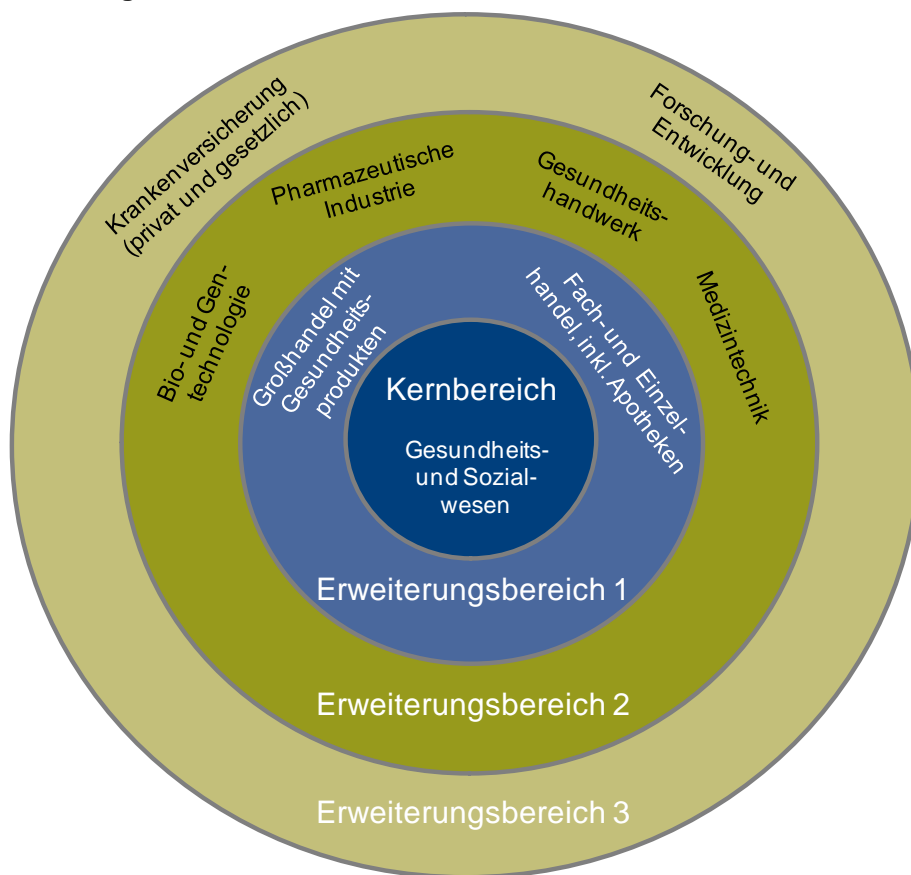 Krankenversicherung
(privat und gesetzlich)
Forschung- und
Entwicklung
Pharmazeutische
Industrie
Gesundheits-
handwerk
Bio- und Gen-
technologie
Medizintechnik
Großhandel mit
Gesundheits-
produkten
Fach- und Einzel-
handel, inkl. Apotheken
Kernbereich
Gesundheits-
und Sozial-
wesen
Erweiterungsbereich 1
Erweiterungsbereich 2
Erweiterungsbereich 3